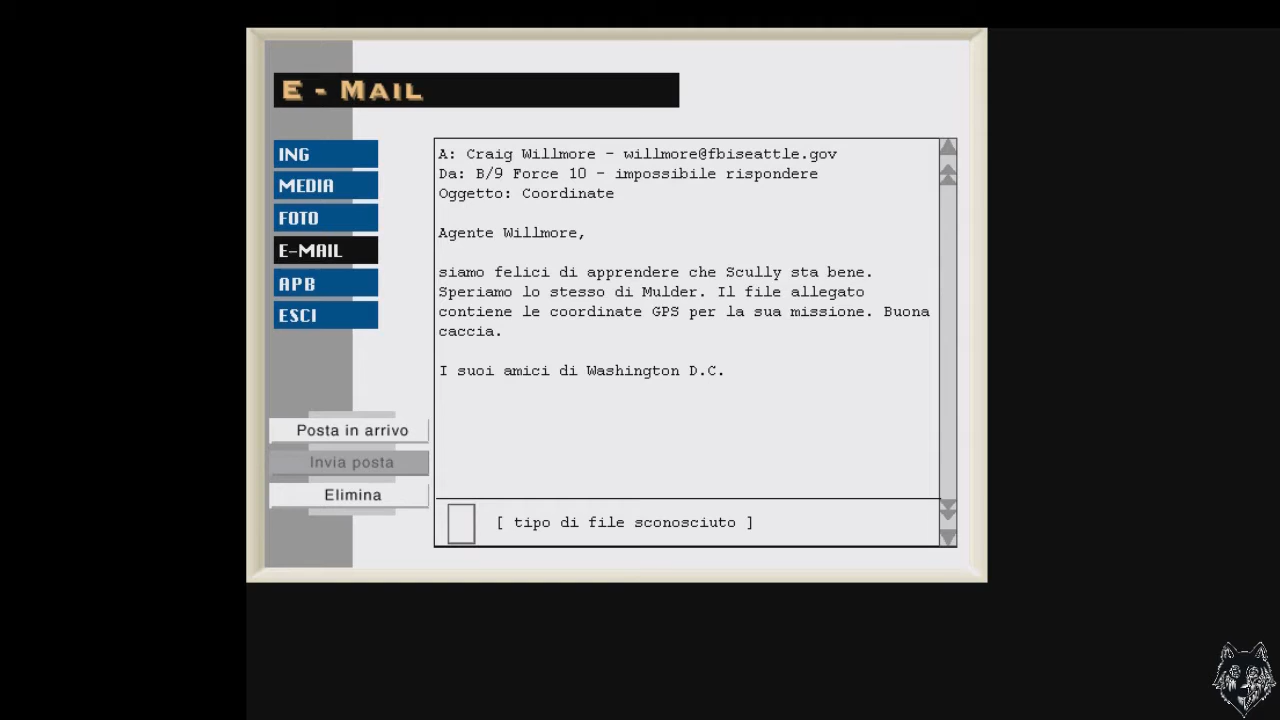 E - MAIL
ING
MEDIA
FOTO
E-MAIL
APB
ESCI
Posta in arrivo
Invia posta
Elimina
A: Craig Willmore - willmore@fbiseattle.gov
Da: B/9 Force 10 - impossibile rispondere
Oggetto: Coordinate
Agente Willmore,
siamo felici di apprendere che Scully sta bene.
Speriamo lo stesso di Mulder. Il file allegato
contiene le coordinate GPS per la sua missione. Buona
caccia.
I suoi amici di Washington D.C.
[ tipo di file sconosciuto ]